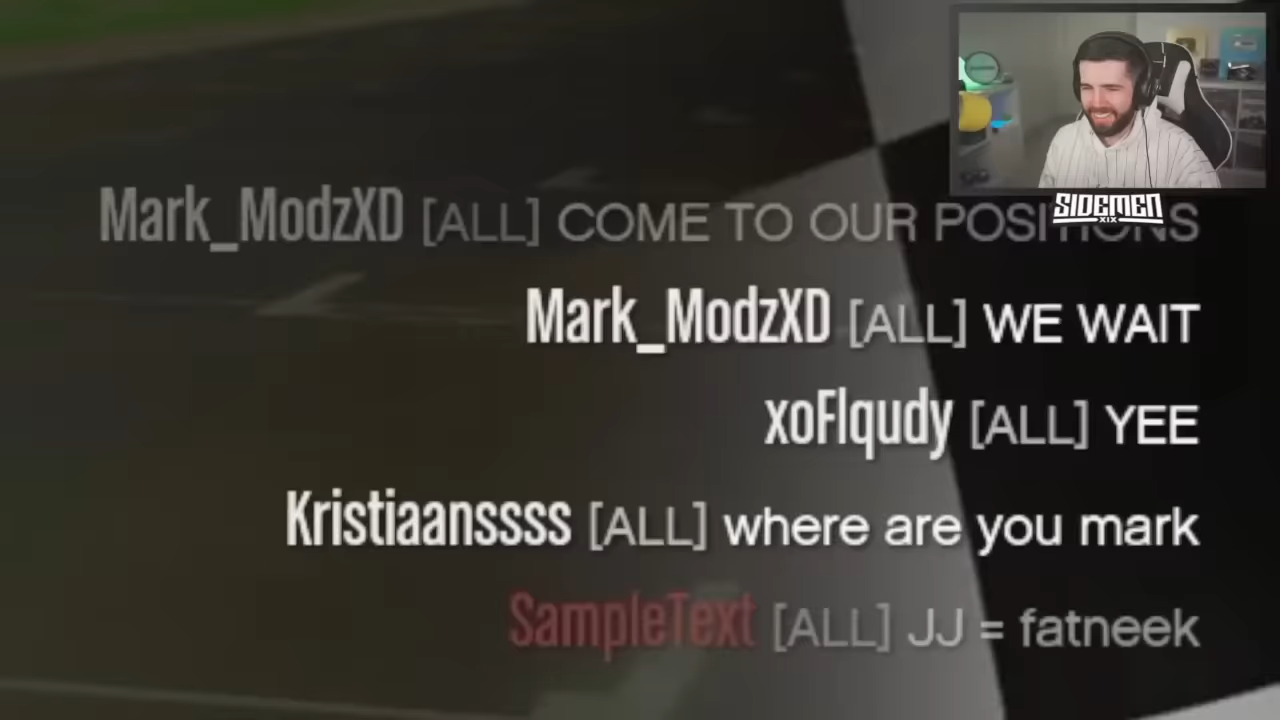 SIDEMEN
XIX
Mark_ModzXD [ALL] COME TO OUR POSITIONS
Mark_ModzXD [ALL] WE WAIT
xoFlqudy [ALL] YEE
Kristiaanssss [ALL] where are you mark
SampleText [ALL] JJ = fatneek